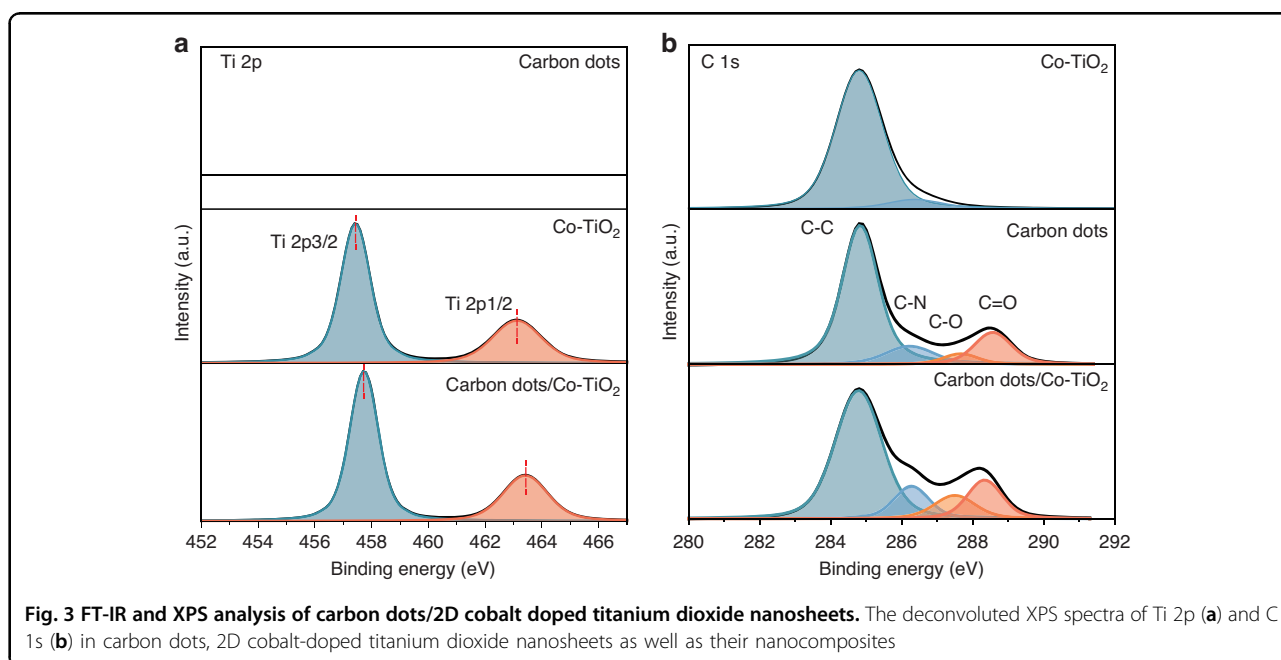 a
Ti 2p
Carbon dots
Co-TiO₂
Ti 2p3/2
Ti 2p1/2
Carbon dots/Co-TiO₂
Intensity (a.u.)
452 454 456 458 460 462 464 466
Binding energy (eV)
b
C 1s
Co-TiO₂
C-C
Carbon dots
C-N
C-O
C=O
Carbon dots/Co-TiO₂
Intensity (a.u.)
280 282 284 286 288 290 292
Binding energy (eV)
Fig. 3 FT-IR and XPS analysis of carbon dots/2D cobalt doped titanium dioxide nanosheets. The deconvoluted XPS spectra of Ti 2p (a) and C
1s (b) in carbon dots, 2D cobalt-doped titanium dioxide nanosheets as well as their nanocomposites